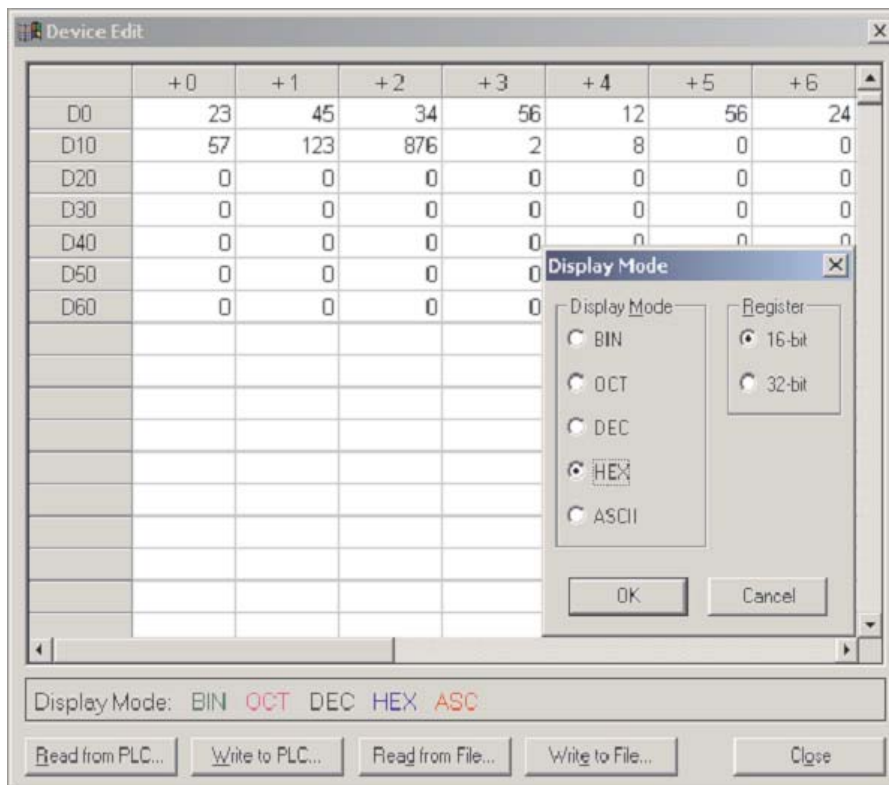 Device Edit
+0 +1 +2 +3 +4 +5 +6
D0 23 45 34 56 12 56 24
D10 57 123 876 2 8 0 0
D20 0 0 0 0 0 0 0
D30 0 0 0 0 0 0 0
D40 0 0 0 0 0 0 0
D50 0 0 0 0
D60 0 0 0 0
Display Mode
Display Mode
BIN
OCT
DEC
HEX
ASCII
Register
16-bit
32-bit
OK Cancel
Display Mode: BIN OCT DEC HEX ASC
Read from PLC... Write to PLC... Read from File... Write to File... Close